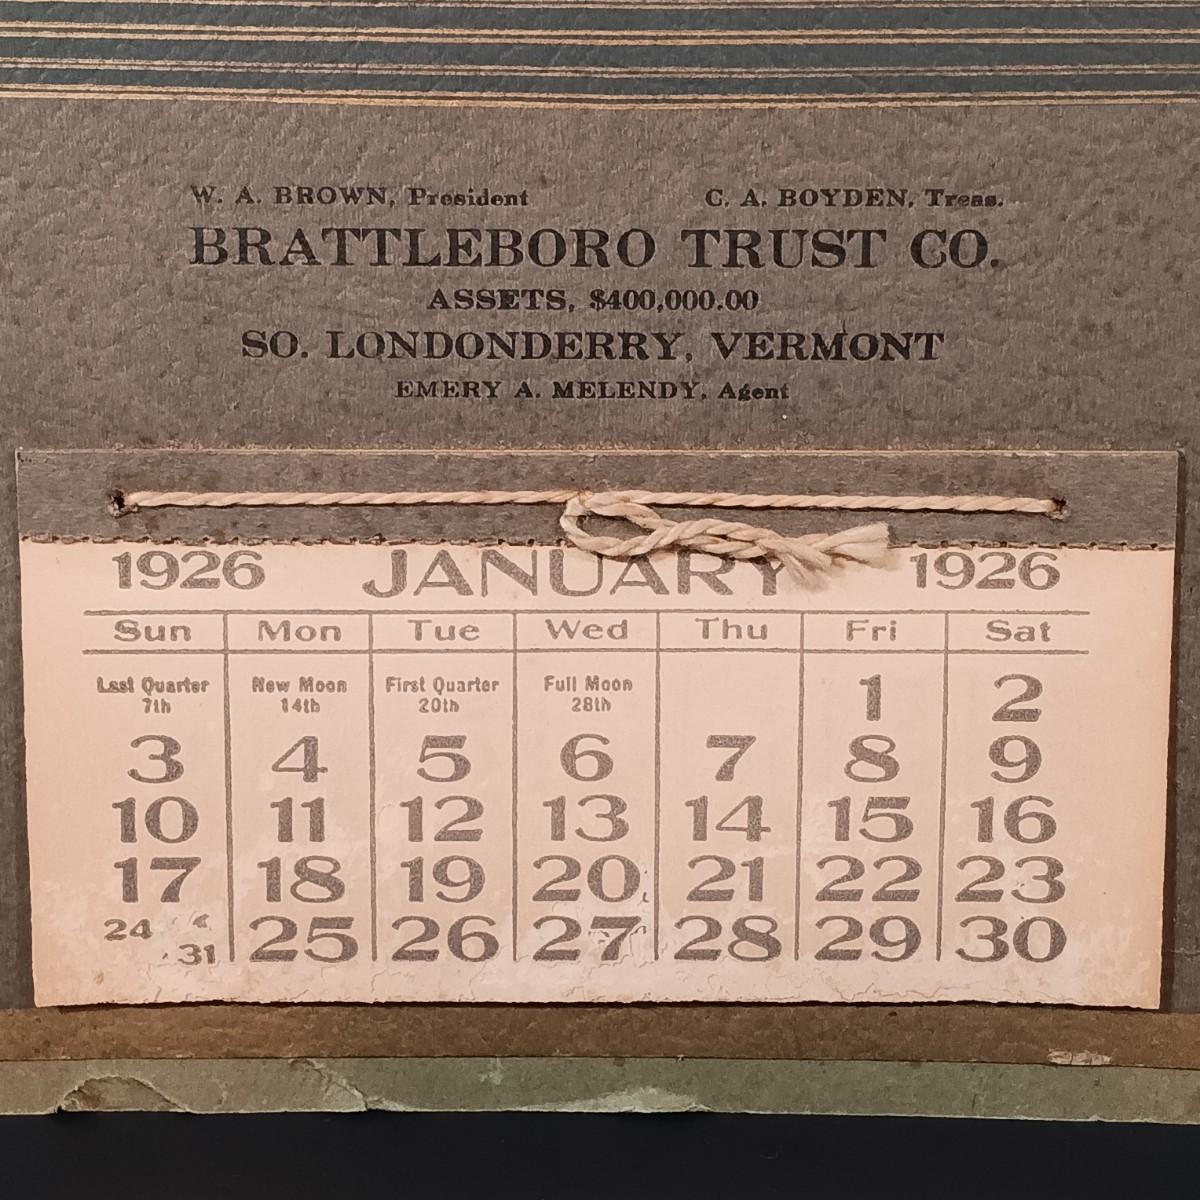 W. A. BROWN, President C. A. BOYDEN, Treas.
BRATTLEBORO TRUST CO.
ASSETS, $400,000.00
SO. LONDONDERRY, VERMONT
EMERY A. MELENDY, Agent
1926 JANUARY 1926
Sun Mon Tue Wed Thu Fri Sat
Last Quarter 7th New Moon 14th First Quarter 20th Full Moon 28th 1 2
3 4 5 6 7 8 9
10 11 12 13 14 15 16
17 18 19 20 21 22 23
24 31 25 26 27 28 29 30